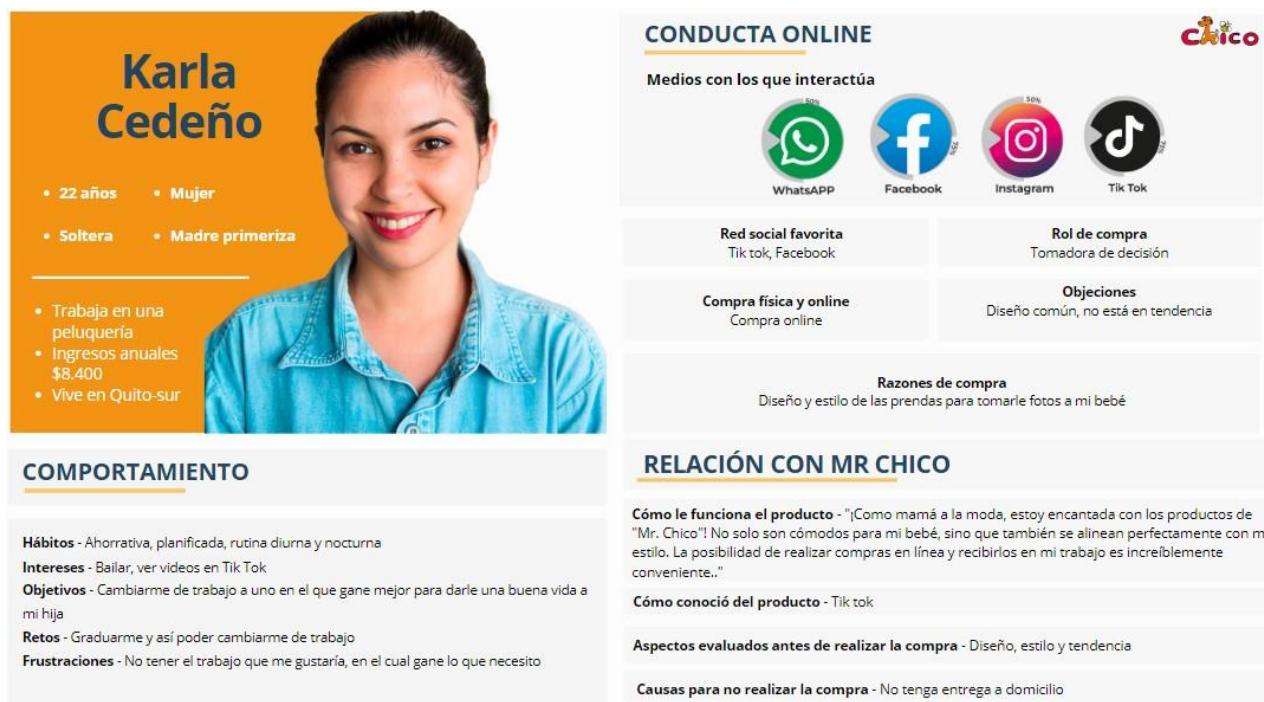 Karla
Cedeño
• 22 años
• Mujer
• Soltera
• Madre primeriza
• Trabaja en una
peluquería
• Ingresos anuales
$8.400
• Vive en Quito-sur
COMPORTAMIENTO
Hábitos - Ahorrativa, planificada, rutina diurna y nocturna
Intereses - Bailar, ver videos en Tik Tok
Objetivos - Cambiarme de trabajo a uno en el que gane mejor para darle una buena vida a
mi hija
Retos - Graduarme y así poder cambiarme de trabajo
Frustraciones - No tener el trabajo que me gustaría, en el cual gane lo que necesito
CONDUCTA ONLINE
Chico
Medios con los que interactúa
50%
75%
50%
WhatsAPP
Facebook
Instagram
Tik Tok
Red social favorita
Tik tok, Facebook
Rol de compra
Tomadora de decisión
Compra física y online
Compra online
Objeciones
Diseño común, no está en tendencia
Razones de compra
Diseño y estilo de las prendas para tomarle fotos a mi bebé
RELACIÓN CON MR CHICO
Cómo le funciona el producto - "¡Como mamá a la moda, estoy encantada con los productos de
"Mr. Chico"! No solo son cómodos para mi bebé, sino que también se alinean perfectamente con m
estilo. La posibilidad de realizar compras en línea y recibirlos en mi trabajo es increíblemente
conveniente.."
Cómo conoció del producto - Tik tok
Aspectos evaluados antes de realizar la compra - Diseño, estilo y tendencia
Causas para no realizar la compra - No tenga entrega a domicilio